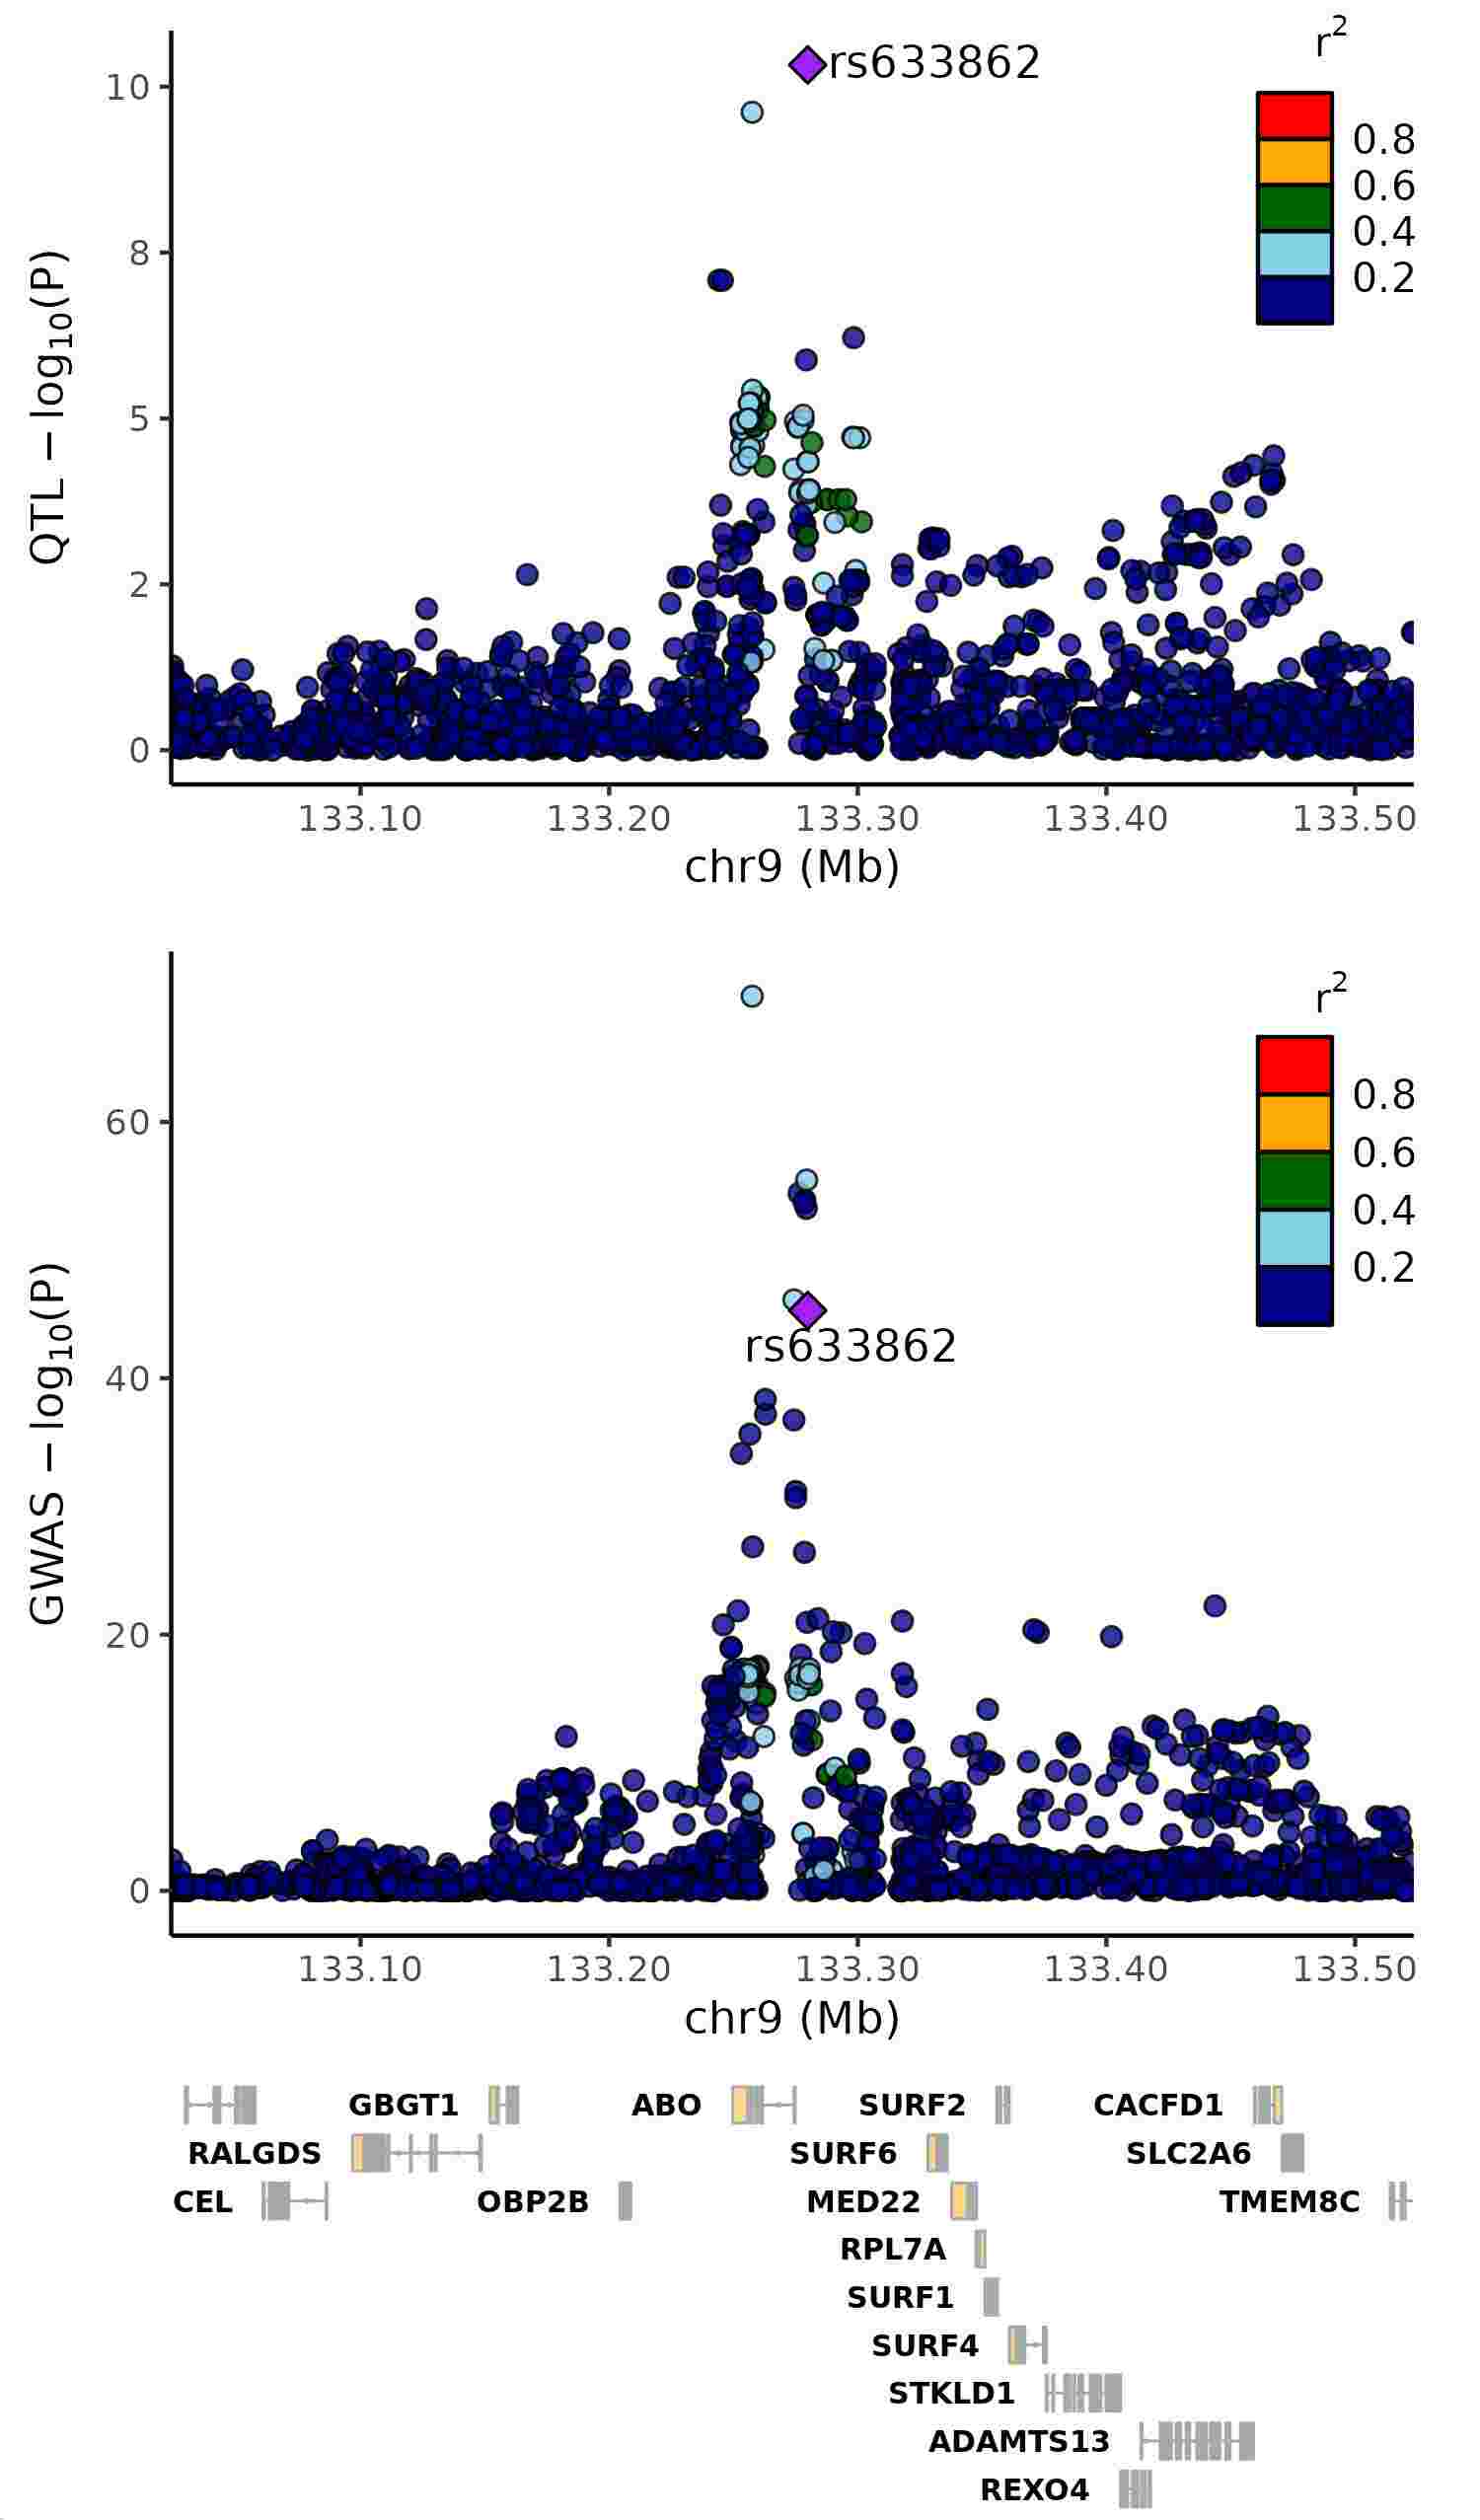 r2
rs633862
10
8
5
2
0
0.8
0.6
0.4
0.2
QTL −log10(P)
133.10 133.20 133.30 133.40 133.50
chr9 (Mb)
r2
60
40
20
0
0.8
0.6
0.4
0.2
rs633862
GWAS −log10(P)
133.10 133.20 133.30 133.40 133.50
chr9 (Mb)
GBGT1 ABO SURF2 CACFD1
RALGDS SURF6 SLC2A6
CEL OBP2B MED22 TMEM8C
RPL7A
SURF1
SURF4
STKLD1
ADAMTS13
REXO4